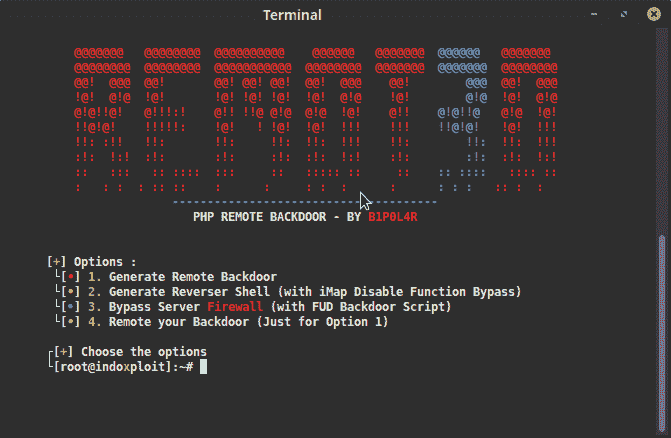 Terminal
PHP REMOTE BACKDOOR - BY B1P0L4R
[+] Options :
└[•] 1. Generate Remote Backdoor
└[•] 2. Generate Reverser Shell (with iMap Disable Function Bypass)
└[•] 3. Bypass Server Firewall (with FUD Backdoor Script)
└[•] 4. Remote your Backdoor (Just for Option 1)
┌[+] Choose the options
└[root@indoxploit]:~#